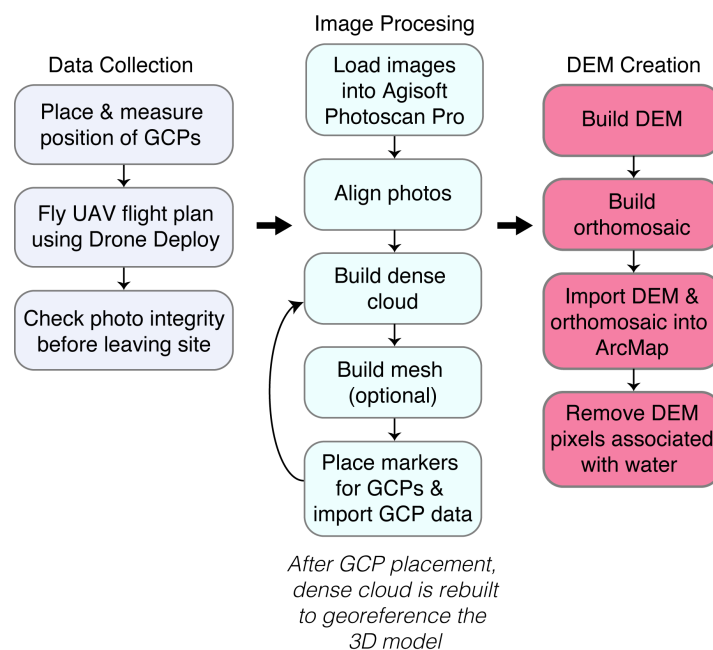 Data Collection
Place & measure
position of GCPs
Fly UAV flight plan
using Drone Deploy
Check photo integrity
before leaving site
Image Procesing
Load images
into Agisoft
Photoscan Pro
Align photos
Build dense
cloud
Build mesh
(optional)
Place markers
for GCPs &
import GCP data
After GCP placement,
dense cloud is rebuilt
to georeference the
3D model
DEM Creation
Build DEM
Build
orthomosaic
Import DEM &
orthomosaic into
ArcMap
Remove DEM
pixels associated
with water